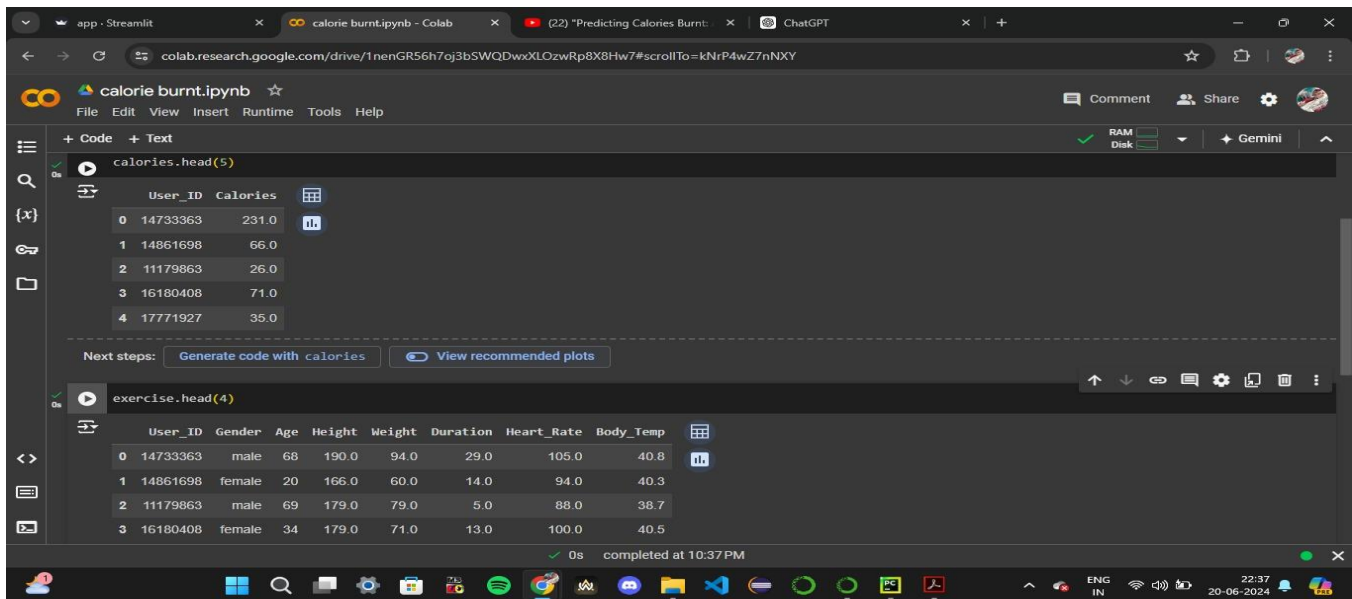 app · Streamlit calorie burnt.ipynb - Colab (22) "Predicting Calories Burnt: ChatGPT
colab.research.google.com/drive/1nenGR56h7oj3bSWQDwxXLOzwRp8X8Hw7#scrollTo=kNrP4wZ7nNXY
calorie burnt.ipynb
Comment Share
File Edit View Insert Runtime Tools Help
+ Code + Text
RAM
Disk
Gemini
0s calories.head(5)
User_ID Calories
0 14733363 231.0
1 14861698 66.0
2 11179863 26.0
3 16180408 71.0
4 17771927 35.0
{x}
Next steps: Generate code with calories View recommended plots
0s exercise.head(4)
User_ID Gender Age Height Weight Duration Heart_Rate Body_Temp
0 14733363 male 68 190.0 94.0 29.0 105.0 40.8
1 14861698 female 20 166.0 60.0 14.0 94.0 40.3
2 11179863 male 69 179.0 79.0 5.0 88.0 38.7
3 16180408 female 34 179.0 71.0 13.0 100.0 40.5
<>
0s completed at 10:37 PM
1
PC
ENG
IN
22:37
20-06-2024
PRE